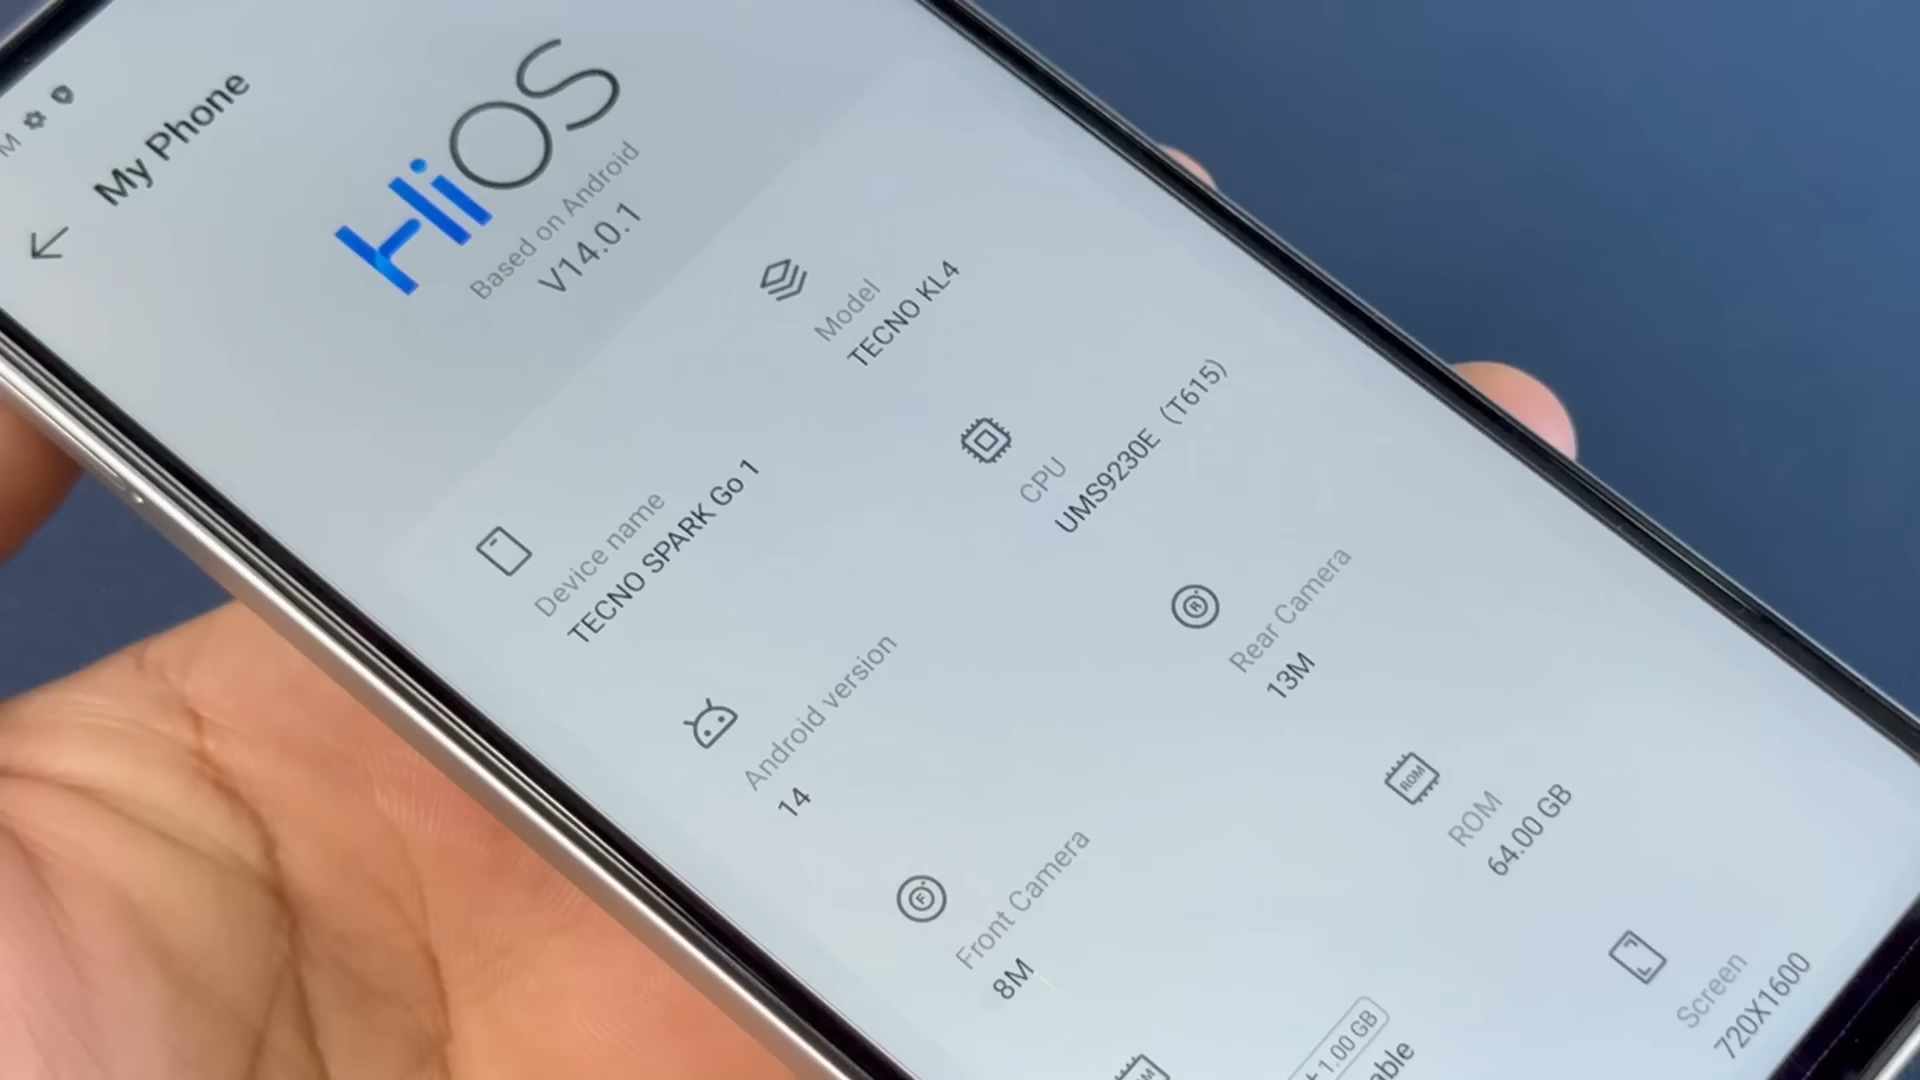 M
My Phone
HiOS
Based on Android
V14.0.1
Device name
TECNO SPARK Go 1
Model
TECNO KL4
Android version
14
CPU
UMS9230E (T615)
Front Camera
8M
Rear Camera
13M
ROM
ROM
64.00 GB
+ 1.00 GB
Screen
720X1600